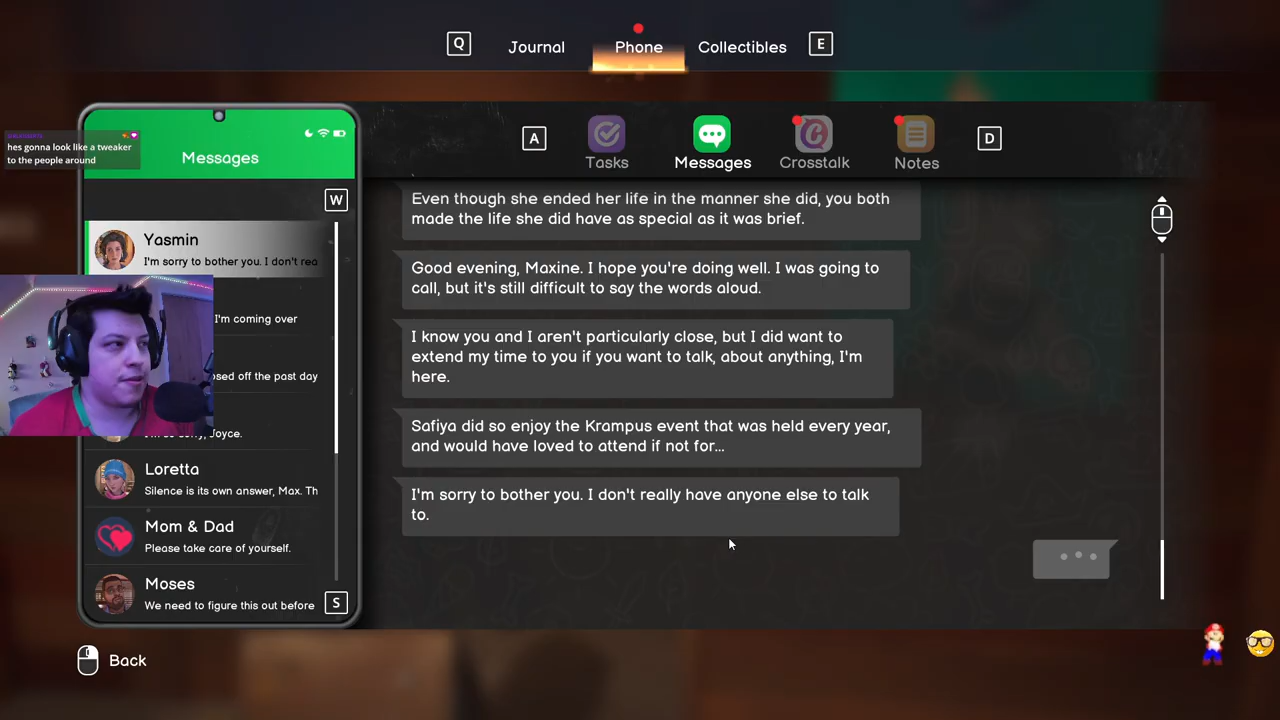 Q
Journal
Phone
Collectibles
E
hes gonna look like a tweaker
to the people around
Messages
A
Tasks
Messages
Crosstalk
Notes
D
W
Yasmin
I'm sorry to bother you. I don't rea
I'm coming over
osed off the past day
I'm so sorry, Joyce.
Loretta
Silence is its own answer, Max. Th
Mom & Dad
Please take care of yourself.
Moses
We need to figure this out before
S
Even though she ended her life in the manner she did, you both
made the life she did have as special as it was brief.
Good evening, Maxine. I hope you're doing well. I was going to
call, but it's still difficult to say the words aloud.
I know you and I aren't particularly close, but I did want to
extend my time to you if you want to talk, about anything, I'm
here.
Safiya did so enjoy the Krampus event that was held every year,
and would have loved to attend if not for...
I'm sorry to bother you. I don't really have anyone else to talk
to.
Back